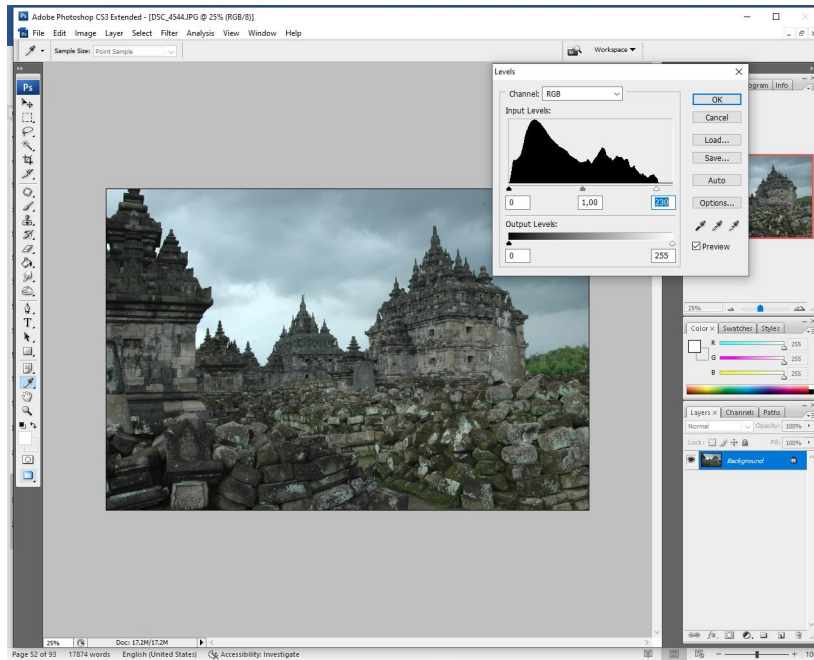 Adobe Photoshop CS3 Extended - [DSC_4544.JPG @ 25% (RGB/8)]
File Edit Image Layer Select Filter Analysis View Window Help
Sample Size: Point Sample
Workspace
Levels
Channel: RGB
Input Levels:
0 1,00 230
Output Levels:
0 255
OK
Cancel
Load...
Save...
Auto
Options...
Preview
Ps
Info
25%
Color Swatches Styles
R 255
G 255
B 255
Layers Channels Paths
Normal Opacity: 100%
Lock: Fill: 100%
Background
25% Doc: 17,2M/17,2M
Page 52 of 93 17874 words English (United States) Accessibility: Investigate